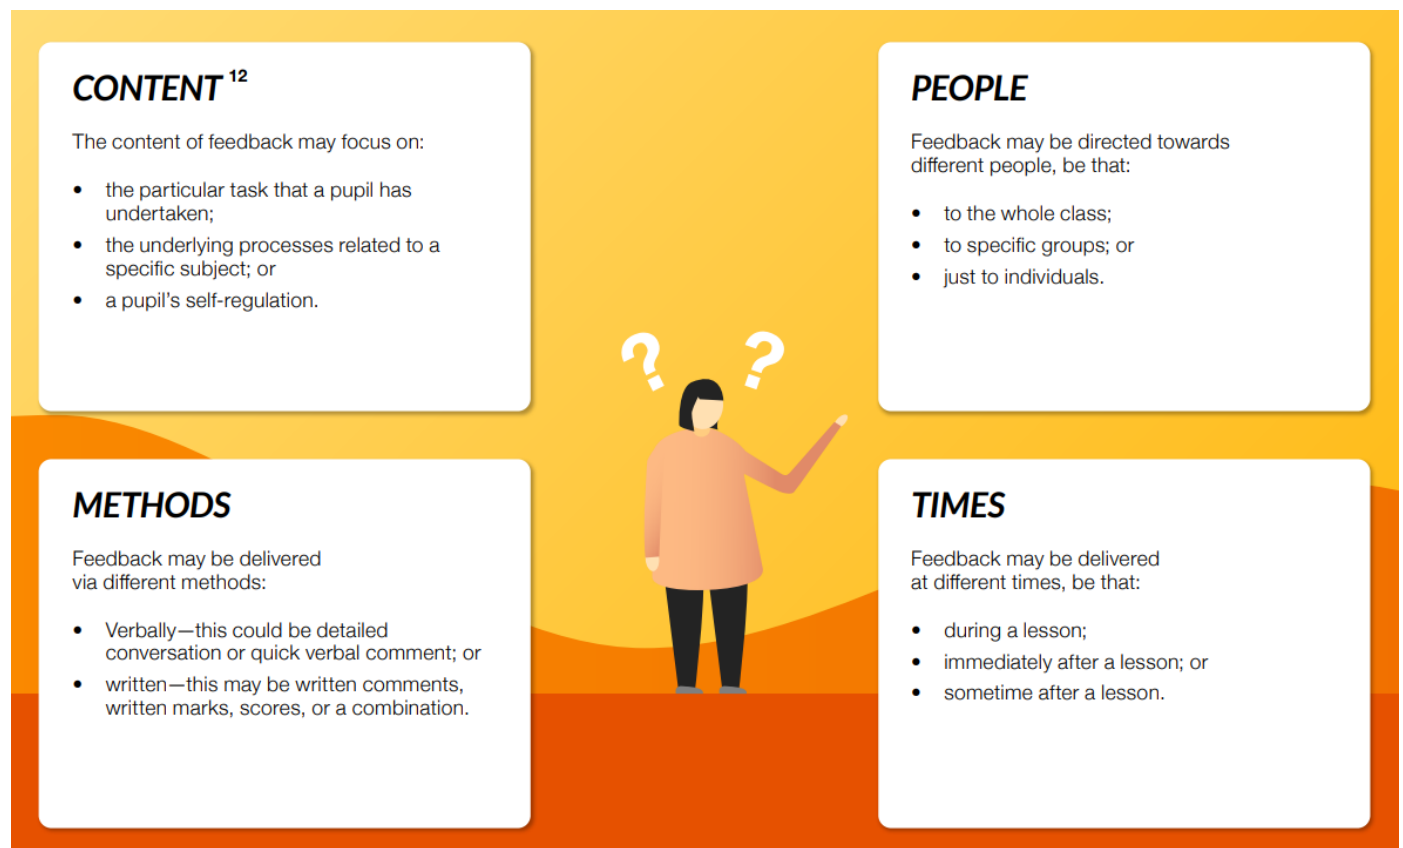 CONTENT 12
The content of feedback may focus on:
• the particular task that a pupil has
undertaken;
• the underlying processes related to a
specific subject; or
• a pupil’s self-regulation.
PEOPLE
Feedback may be directed towards
different people, be that:
• to the whole class;
• to specific groups; or
• just to individuals.
? ?
METHODS
Feedback may be delivered
via different methods:
• Verbally—this could be detailed
conversation or quick verbal comment; or
• written—this may be written comments,
written marks, scores, or a combination.
TIMES
Feedback may be delivered
at different times, be that:
• during a lesson;
• immediately after a lesson; or
• sometime after a lesson.